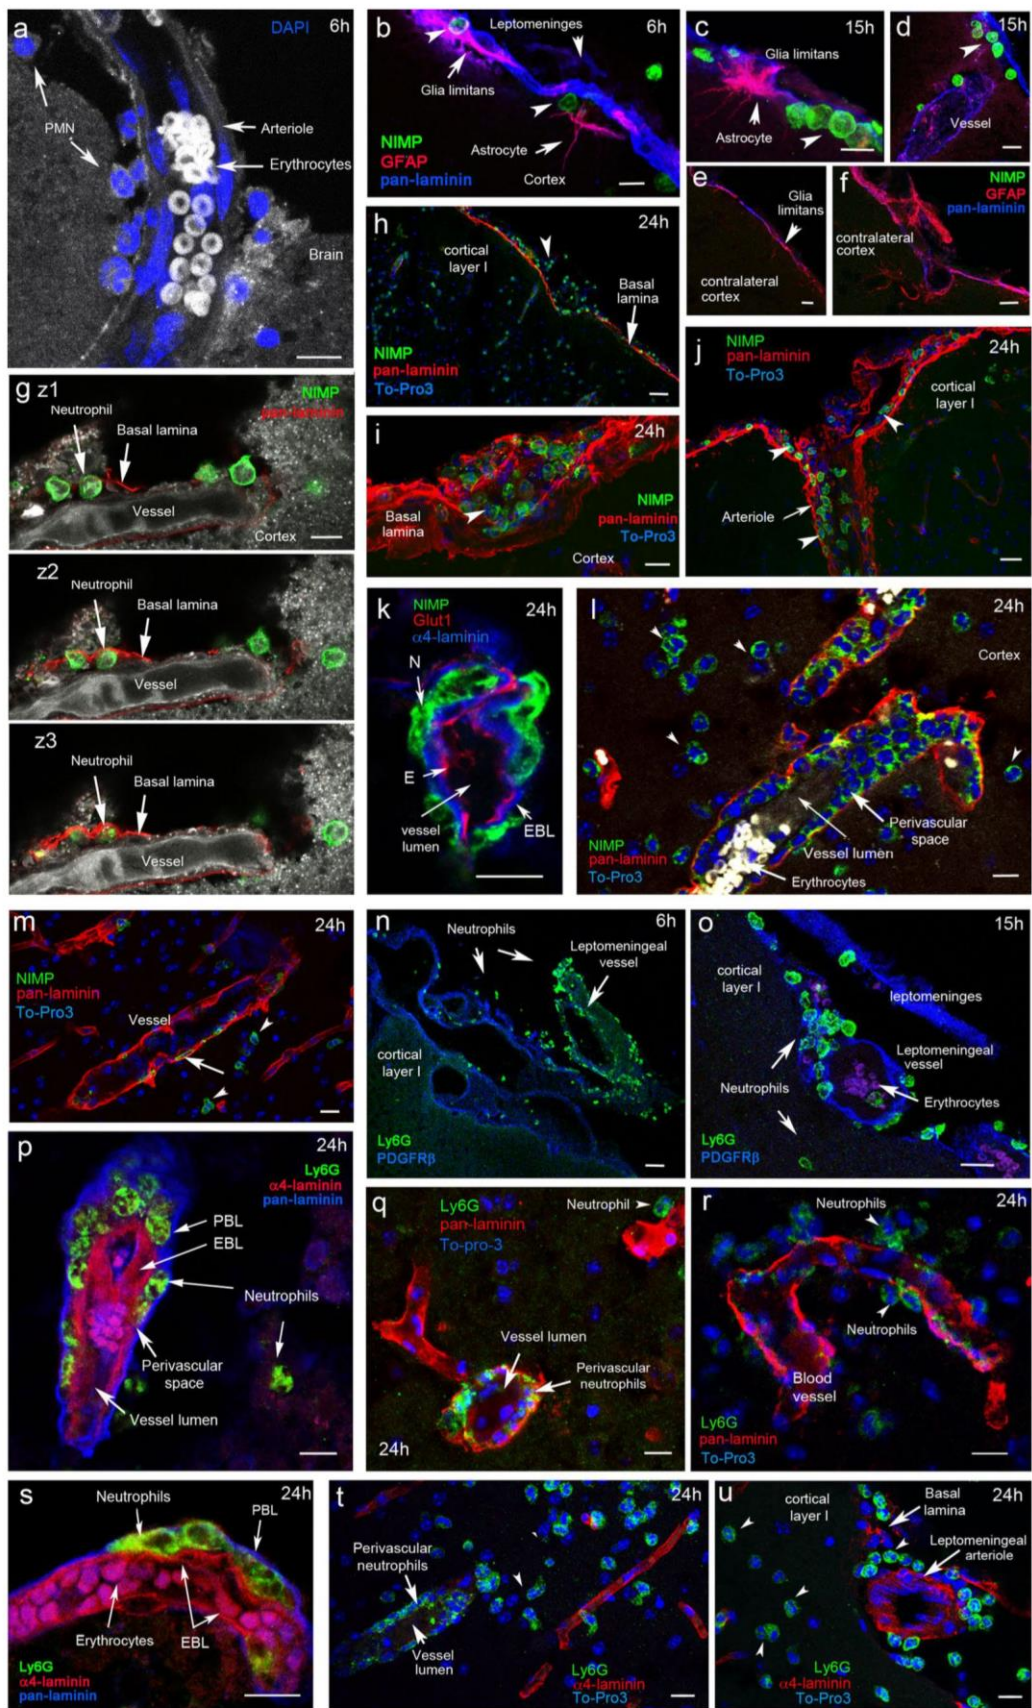 a
DAPI
6h
PMN
Arteriole
Erythrocytes
Brain
b
Leptomeninges
6h
Glia limitans
NIMP
GFAP
pan-laminin
Astrocyte
Cortex
c
15h
Glia limitans
Astrocyte
d
15h
Vessel
e
Glia
limitans
contralateral
cortex
f
NIMP
GFAP
pan-laminin
contralateral
cortex
g
z1
NIMP
pan-laminin
Neutrophil
Basal lamina
Vessel
Cortex
z2
Neutrophil
Basal lamina
Vessel
z3
Neutrophil
Basal lamina
Vessel
h
24h
cortical
layer I
Basal
lamina
NIMP
pan-laminin
To-Pro3
i
24h
Basal
lamina
NIMP
pan-laminin
To-Pro3
Cortex
j
NIMP
pan-laminin
To-Pro3
24h
cortical
layer I
Arteriole
k
NIMP
Glut1
α4-laminin
24h
N
E
vessel
lumen
EBL
l
24h
Cortex
Perivascular
space
Vessel lumen
Erythrocytes
NIMP
pan-laminin
To-Pro3
m
24h
NIMP
pan-laminin
To-Pro3
Vessel
n
6h
Neutrophils
Leptomeningeal
vessel
cortical
layer I
Ly6G
PDGFRβ
o
15h
cortical
layer I
leptomeninges
Leptomeningeal
vessel
Neutrophils
Erythrocytes
Ly6G
PDGFRβ
p
24h
Ly6G
α4-laminin
pan-laminin
PBL
EBL
Neutrophils
Perivascular
space
Vessel lumen
q
Ly6G
pan-laminin
To-pro-3
Neutrophil
Vessel lumen
Perivascular
neutrophils
24h
r
Neutrophils
24h
Neutrophils
Blood
vessel
Ly6G
pan-laminin
To-Pro3
s
Neutrophils
24h
PBL
Erythrocytes
EBL
Ly6G
α4-laminin
pan-laminin
t
24h
Perivascular
neutrophils
Vessel
lumen
Ly6G
α4-laminin
To-Pro3
u
cortical
layer I
Basal
lamina
24h
Leptomeningeal
arteriole
Ly6G
α4-laminin
To-Pro3